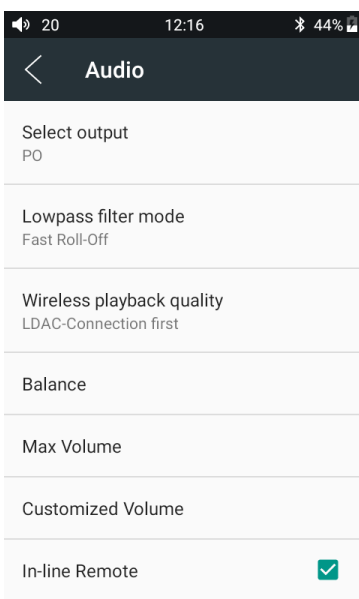 20 12:16 44%
Audio
Select output
PO
Lowpass filter mode
Fast Roll-Off
Wireless playback quality
LDAC-Connection first
Balance
Max Volume
Customized Volume
In-line Remote